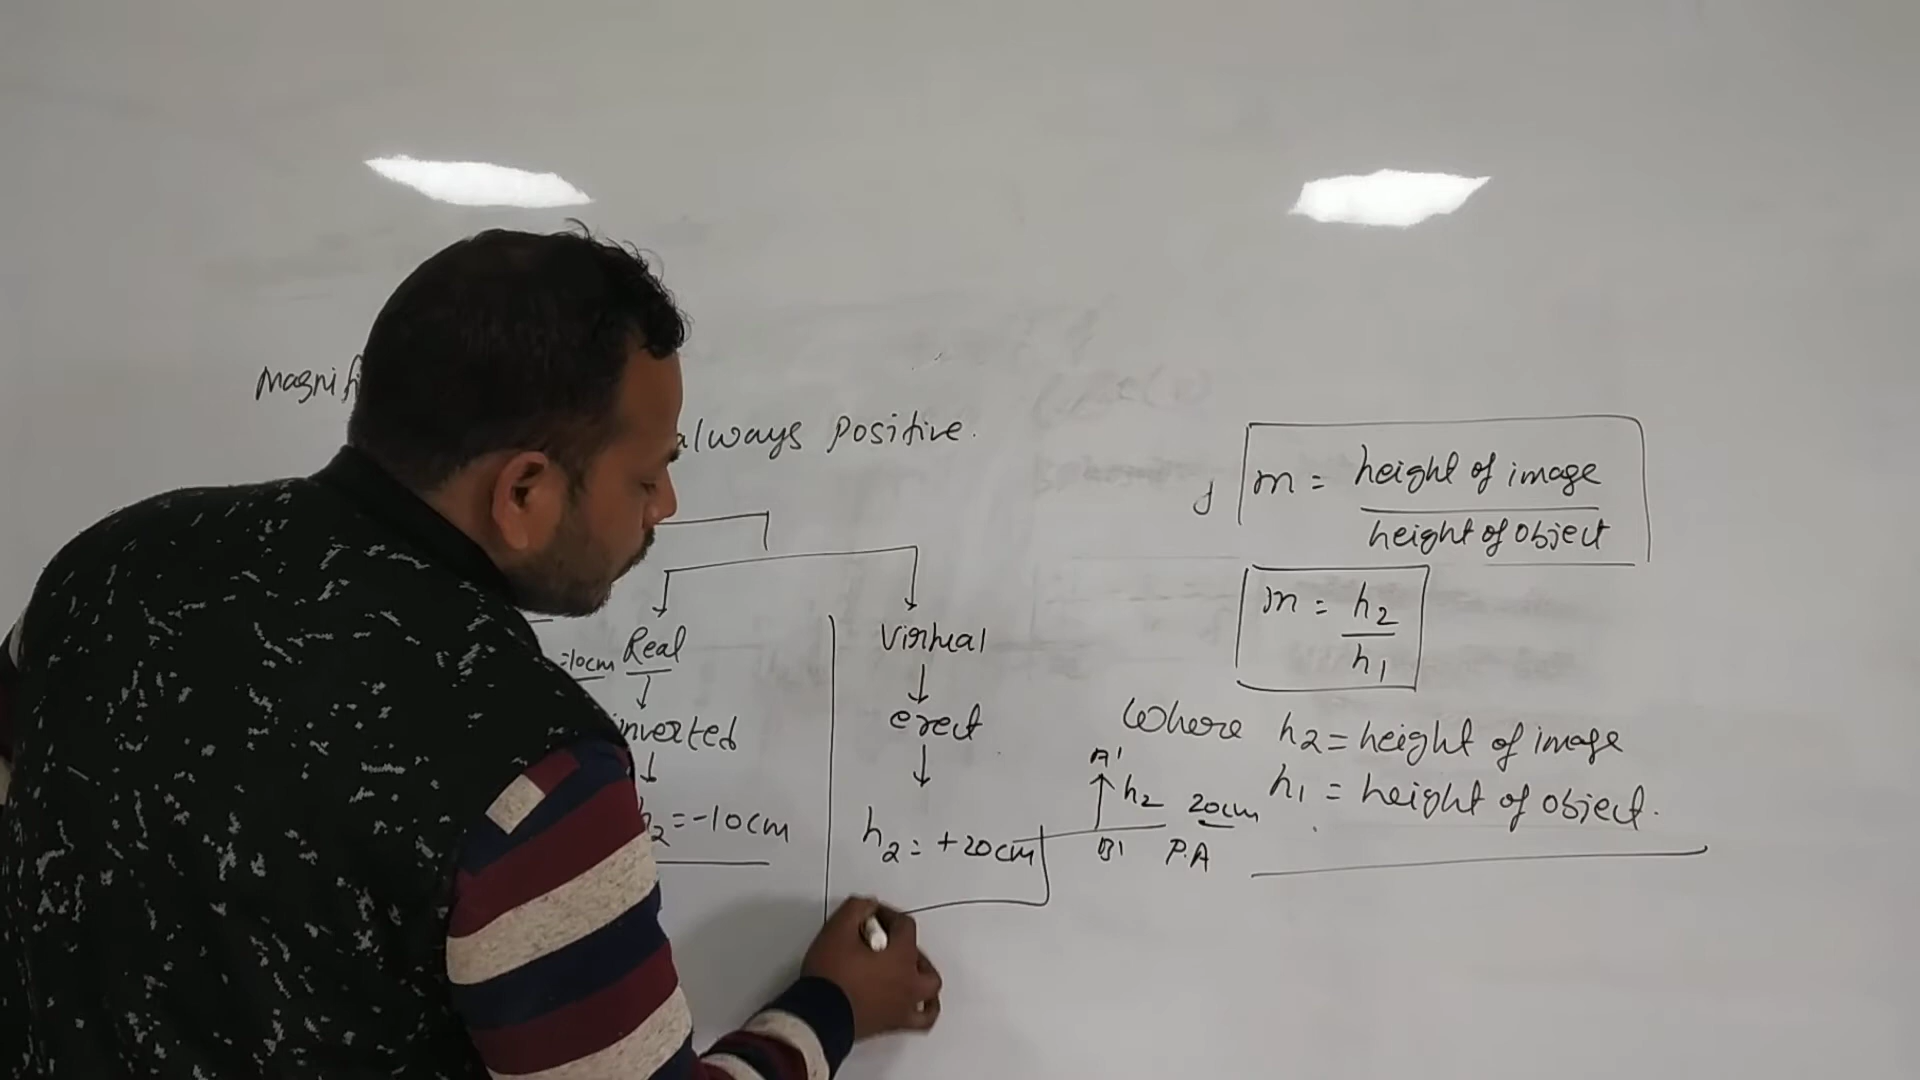 always positive.
m = height of image
height of object
m = h2
h1
Real
Virtual
=10cm
inverted
erect
h2 = -10cm
h2 = +20cm
A'
h2
20cm
B'
P.A
Where h2 = height of image
h1 = height of object.